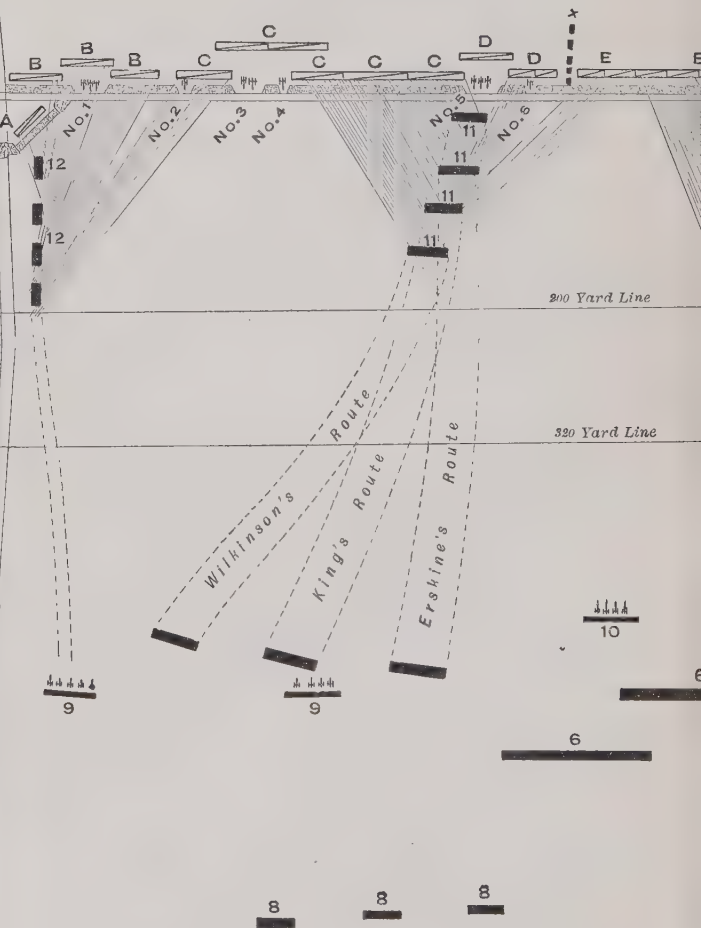 x
C
B
D
B
B
C
C
C
C
D
E
E
A
No. 1
No. 2
No. 3
No. 4
No. 5
No. 6
11
12
11
11
12
11
200 Yard Line
320 Yard Line
Wilkinson's Route
King's Route
Erskine's Route
10
9
9
6
6
8
8
8